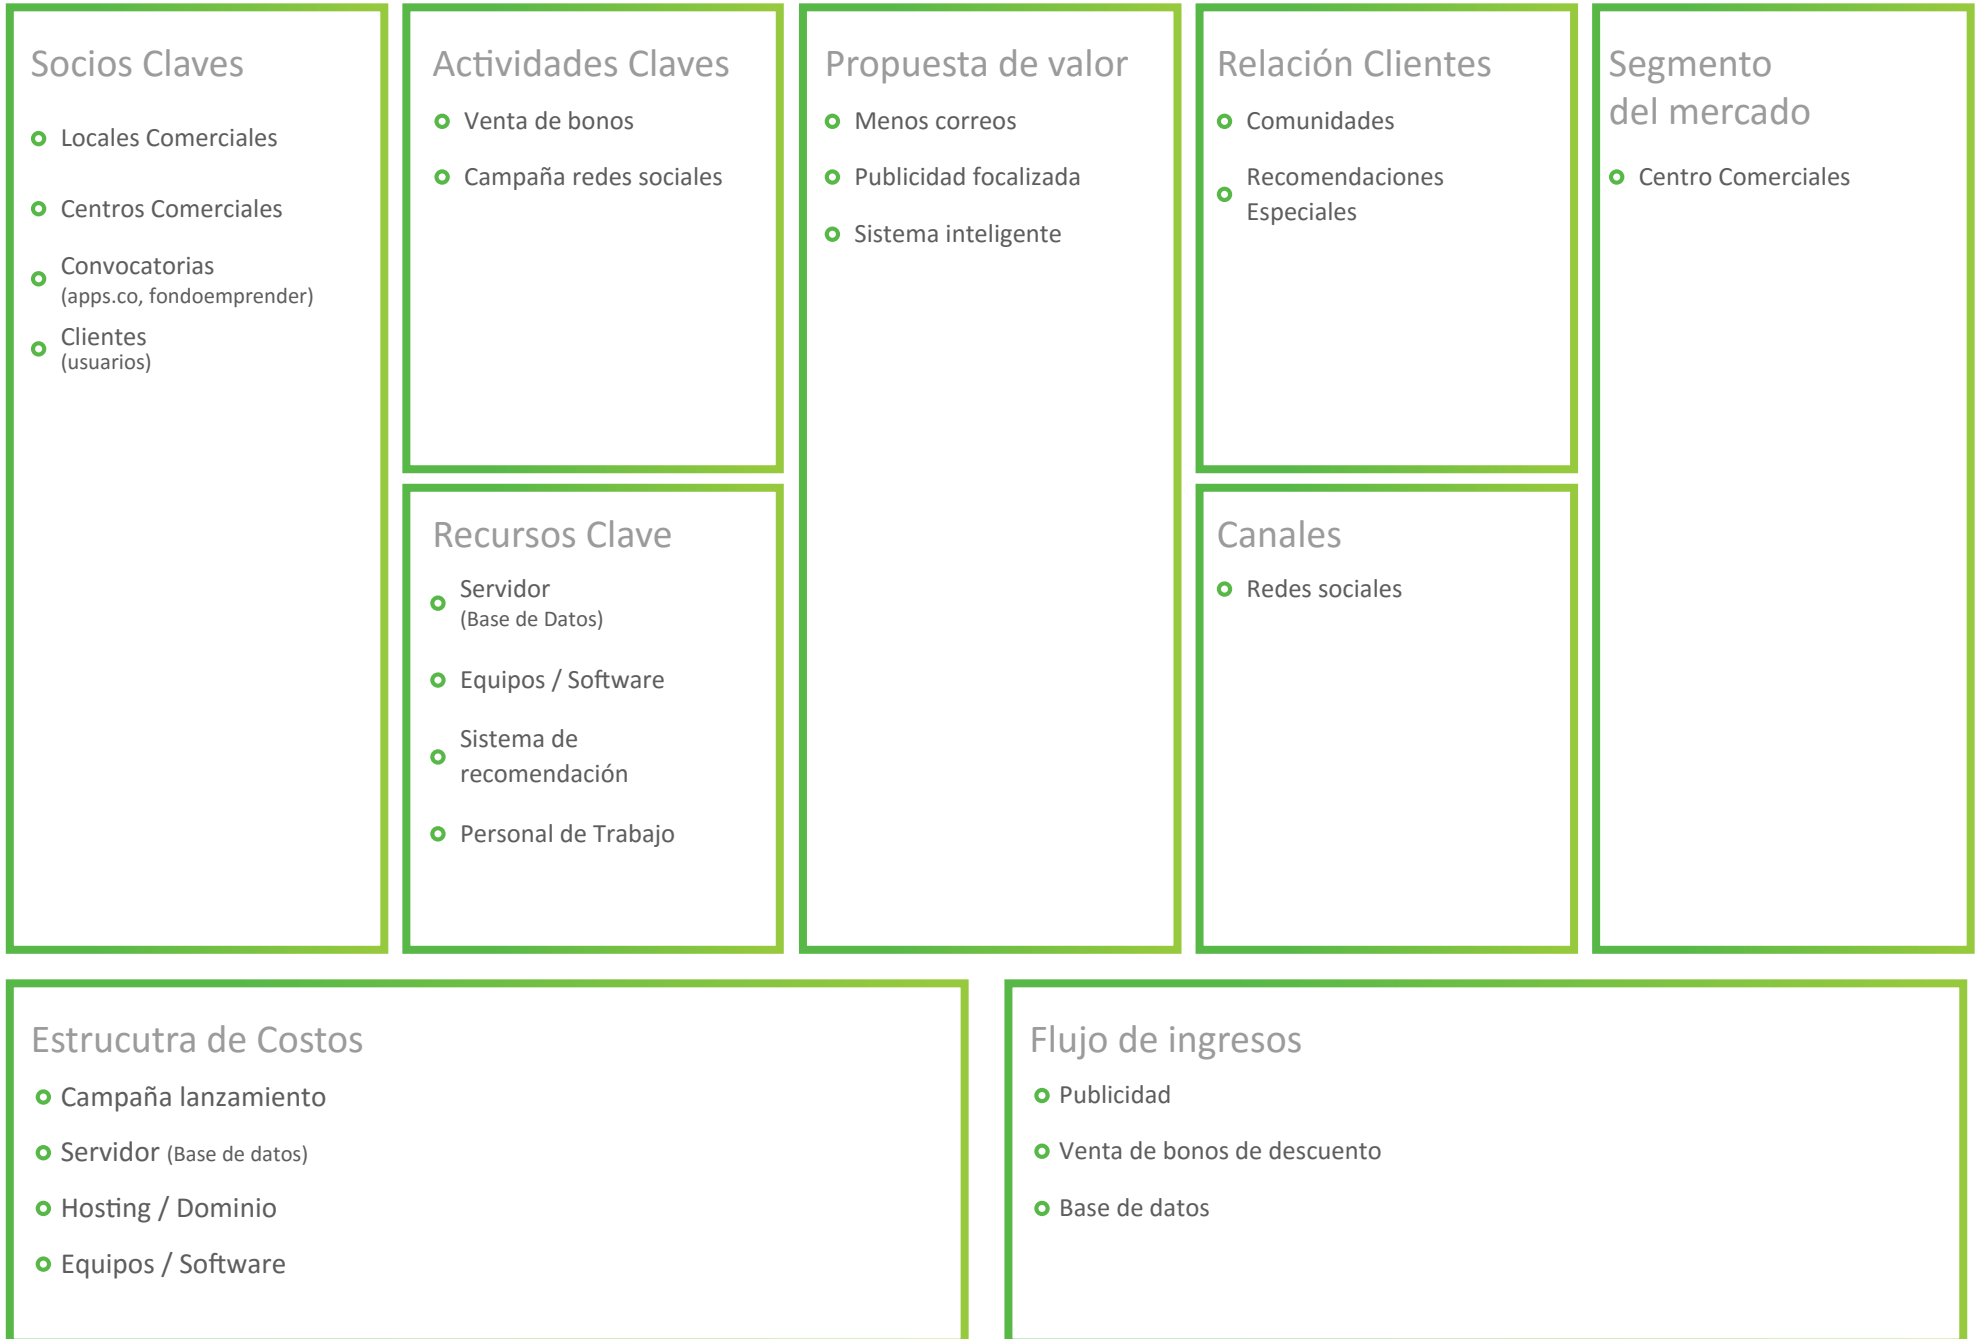 Socios Claves
Locales Comerciales
Centros Comerciales
Convocatorias
(apps.co, fondoemprender)
Clientes
(usuarios)
Actividades Claves
Venta de bonos
Campaña redes sociales
Recursos Clave
Servidor
(Base de Datos)
Equipos / Software
Sistema de
recomendación
Personal de Trabajo
Propuesta de valor
Menos correos
Publicidad focalizada
Sistema inteligente
Relación Clientes
Comunidades
Recomendaciones
Especiales
Canales
Redes sociales
Segmento
del mercado
Centro Comerciales
Estrucutra de Costos
Campaña lanzamiento
Servidor (Base de datos)
Hosting / Dominio
Equipos / Software
Flujo de ingresos
Publicidad
Venta de bonos de descuento
Base de datos